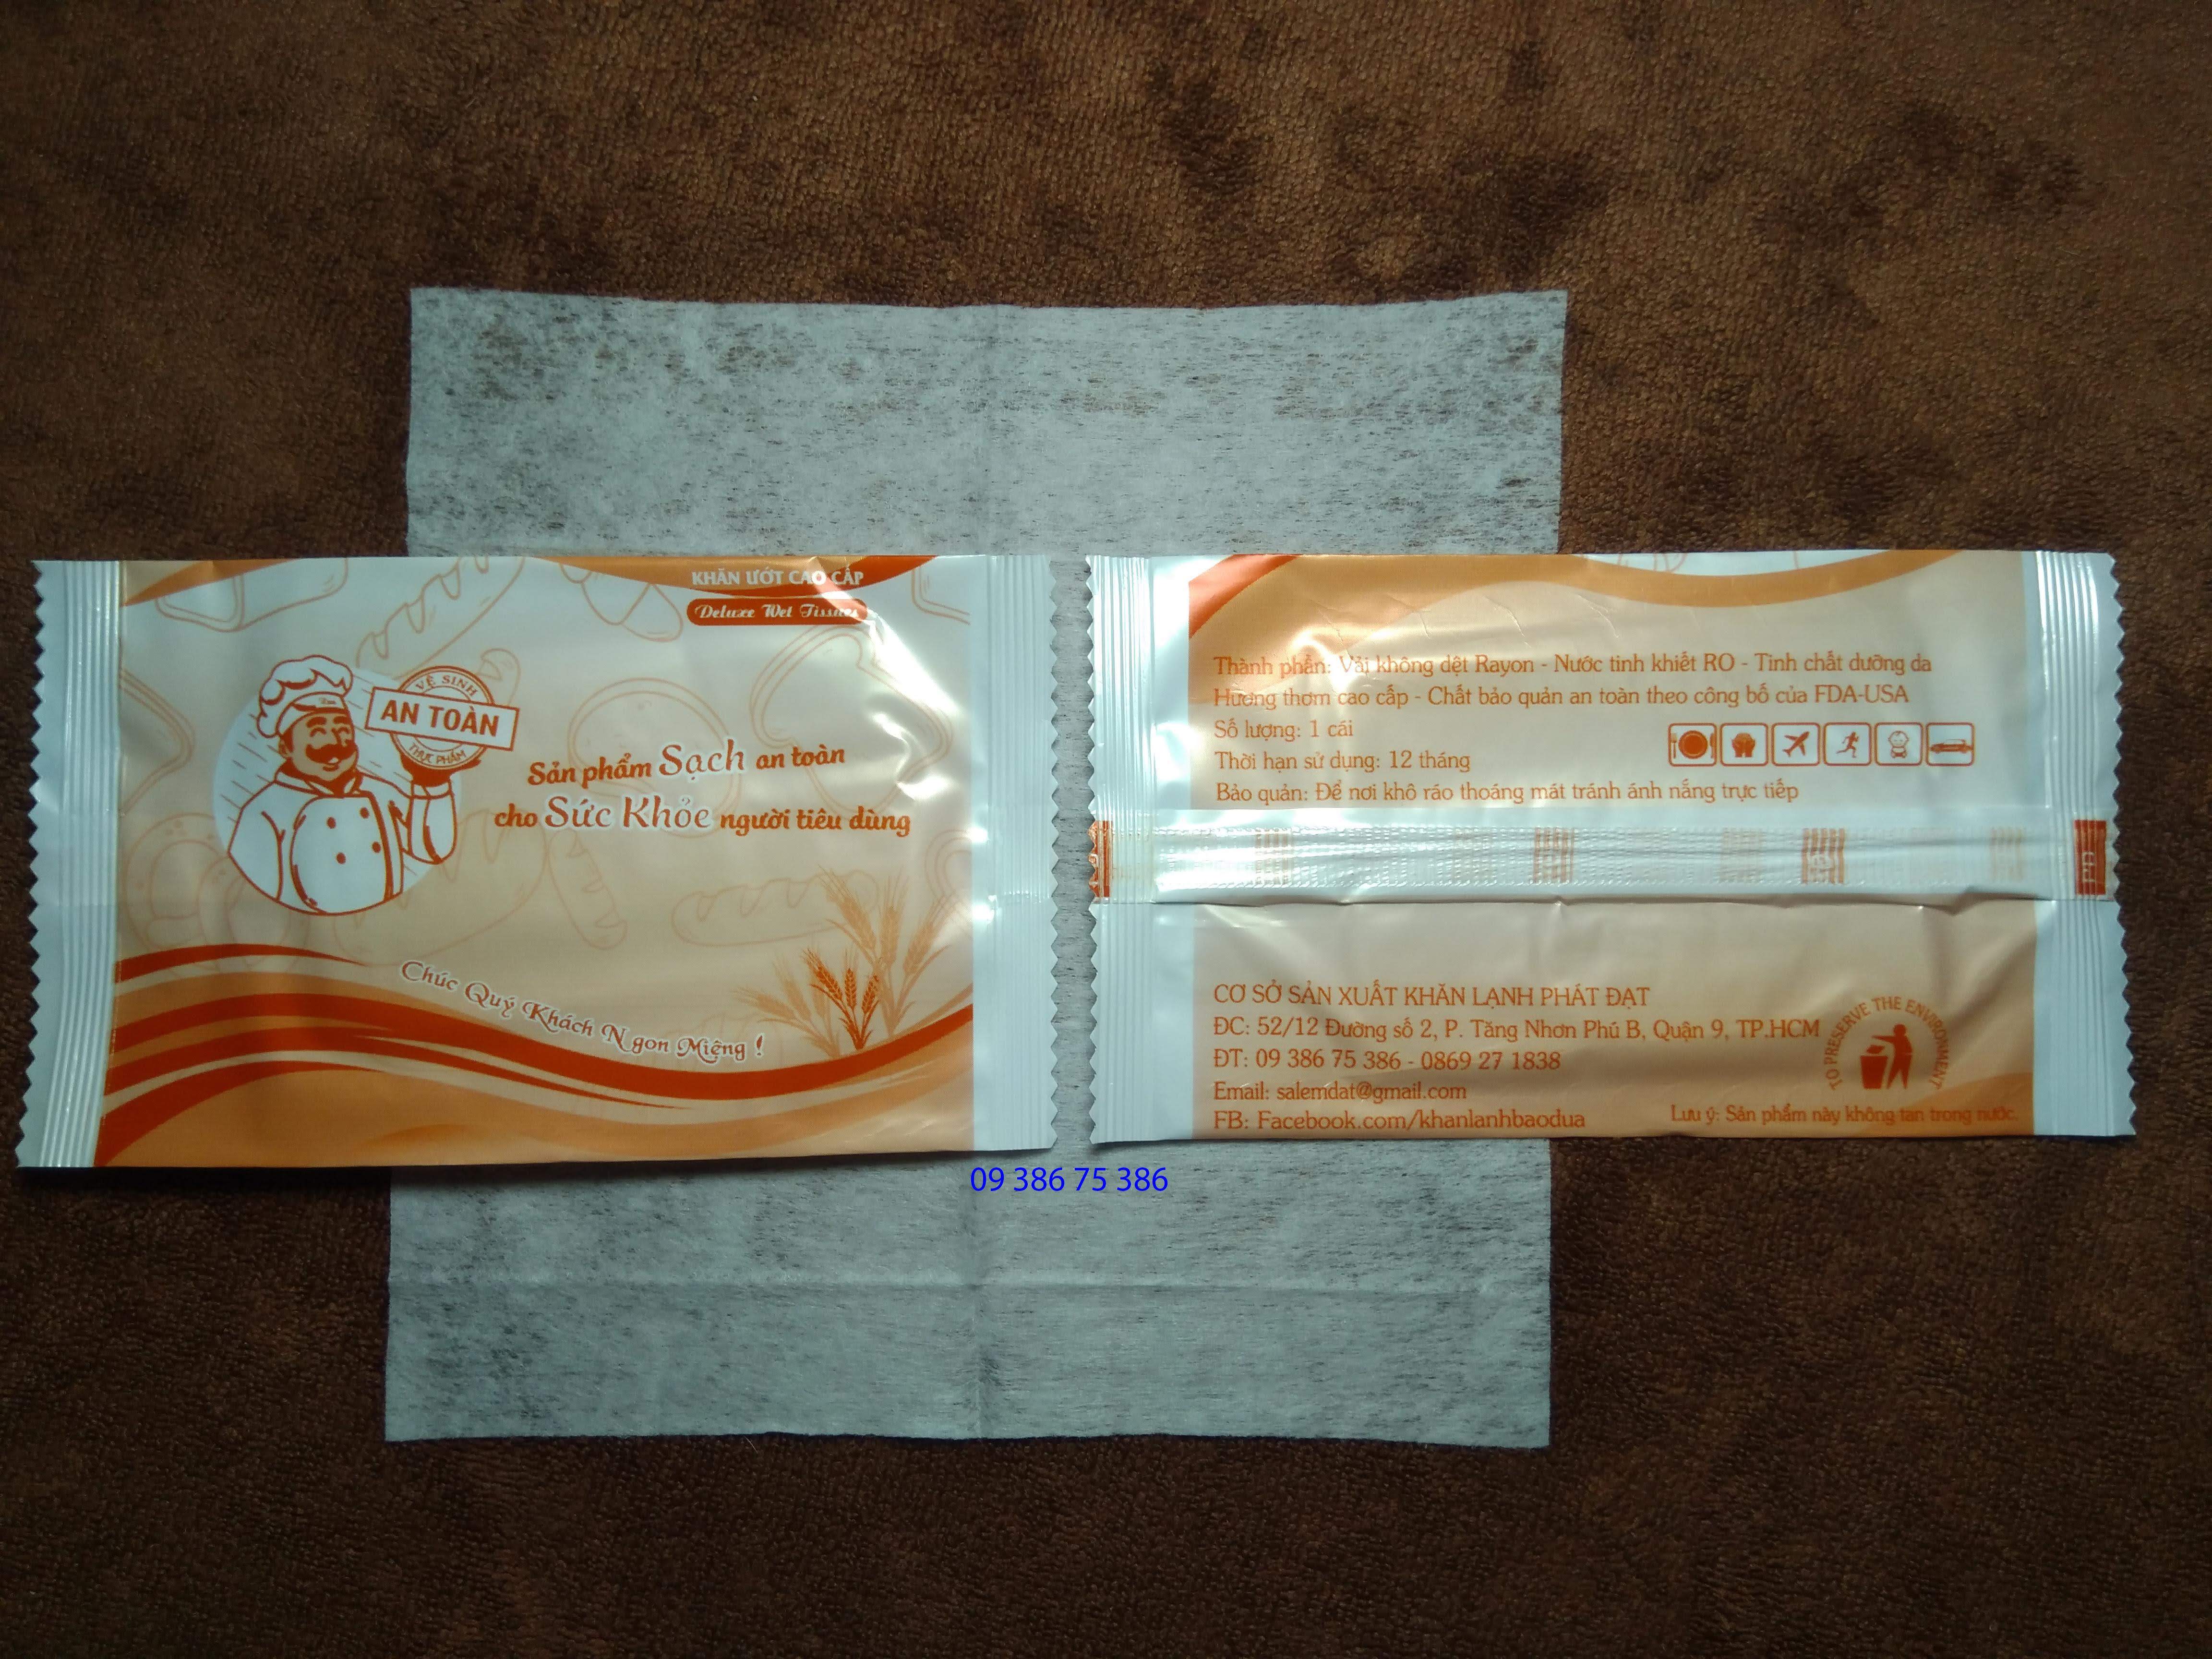 KHĂN ƯỚT CAO CẤP
Deluxe Wet Tissues
VỆ SINH
AN TOÀN
THỰC PHẨM
Sản phẩm Sạch an toàn
cho Sức Khỏe người tiêu dùng
Chúc Quý Khách Ngon Miệng !
Thành phần: Vải không dệt Rayon - Nước tinh khiết RO - Tinh chất dưỡng da
Hương thơm cao cấp - Chất bảo quản an toàn theo công bố của FDA-USA
Số lượng: 1 cái
Thời hạn sử dụng: 12 tháng
Bảo quản: Để nơi khô ráo thoáng mát tránh ánh nắng trực tiếp
CƠ SỞ SẢN XUẤT KHĂN LẠNH PHÁT ĐẠT
ĐC: 52/12 Đường số 2, P. Tăng Nhơn Phú B, Quận 9, TP.HCM
ĐT: 09 386 75 386 - 0869 27 1838
Email: salemdat@gmail.com
FB: Facebook.com/khanlanhbaodua
TO PRESERVE THE ENVIRONMENT
Lưu ý: Sản phẩm này không tan trong nước.
09 386 75 386